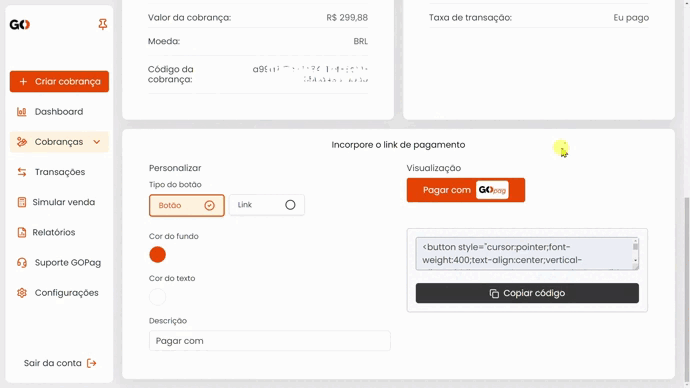 GO
Criar cobrança
Dashboard
Cobranças
Transações
Simular venda
Relatórios
Suporte GOPag
Configurações
Sair da conta
Valor da cobrança: R$ 299,88
Moeda: BRL
Código da
cobrança:
Taxa de transação: Eu pago
Incorpore o link de pagamento
Personalizar
Tipo do botão
Botão Link
Cor do fundo
Cor do texto
Descrição
Pagar com
Visualização
Pagar com GOpag
<button style="cursor:pointer;font-
weight:400;text-align:center;vertical-
Copiar código